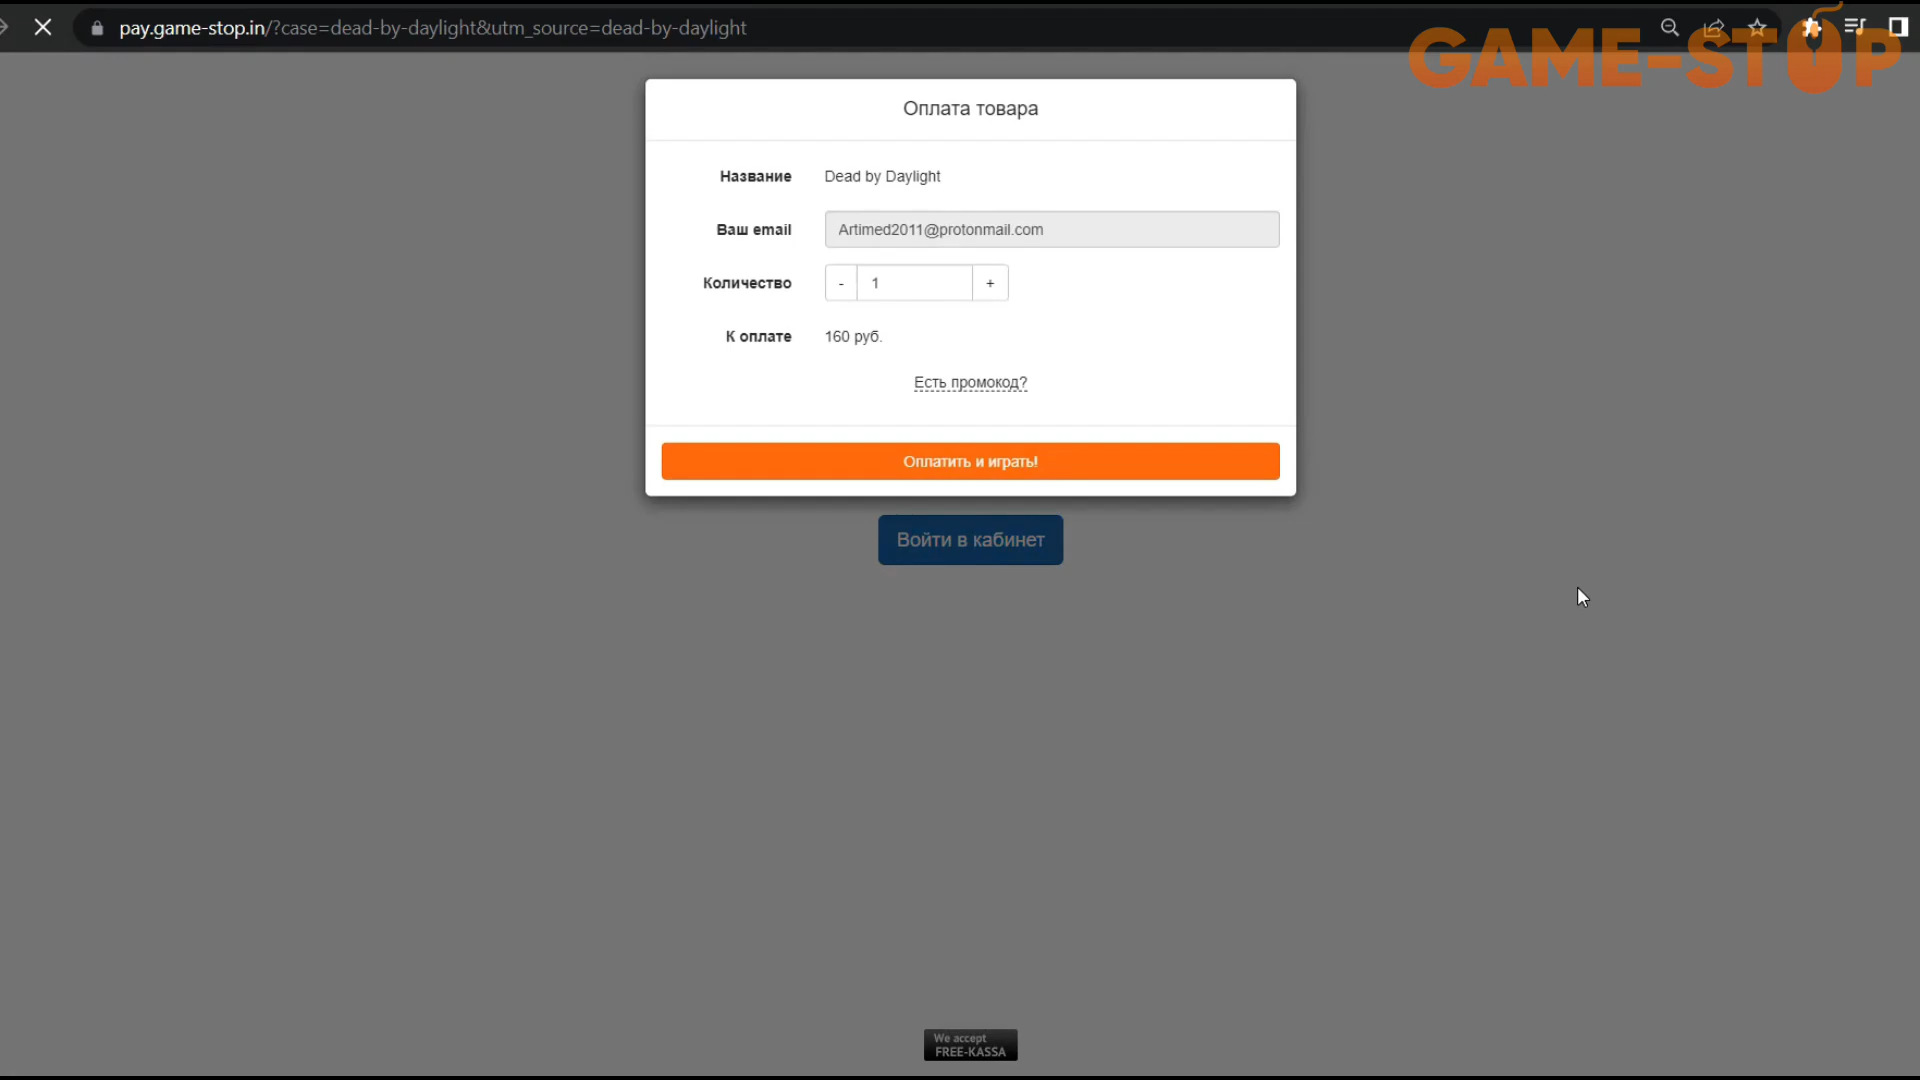 pay.game-stop.in/?case=dead-by-daylight&utm_source=dead-by-daylight
GAME-STOP
Оплата товара
Название Dead by Daylight
Ваш email Artimed2011@protonmail.com
Количество - 1 +
К оплате 160 руб.
Есть промокод?
Оплатить и играть!
Войти в кабинет
We accept
FREE-KASSA